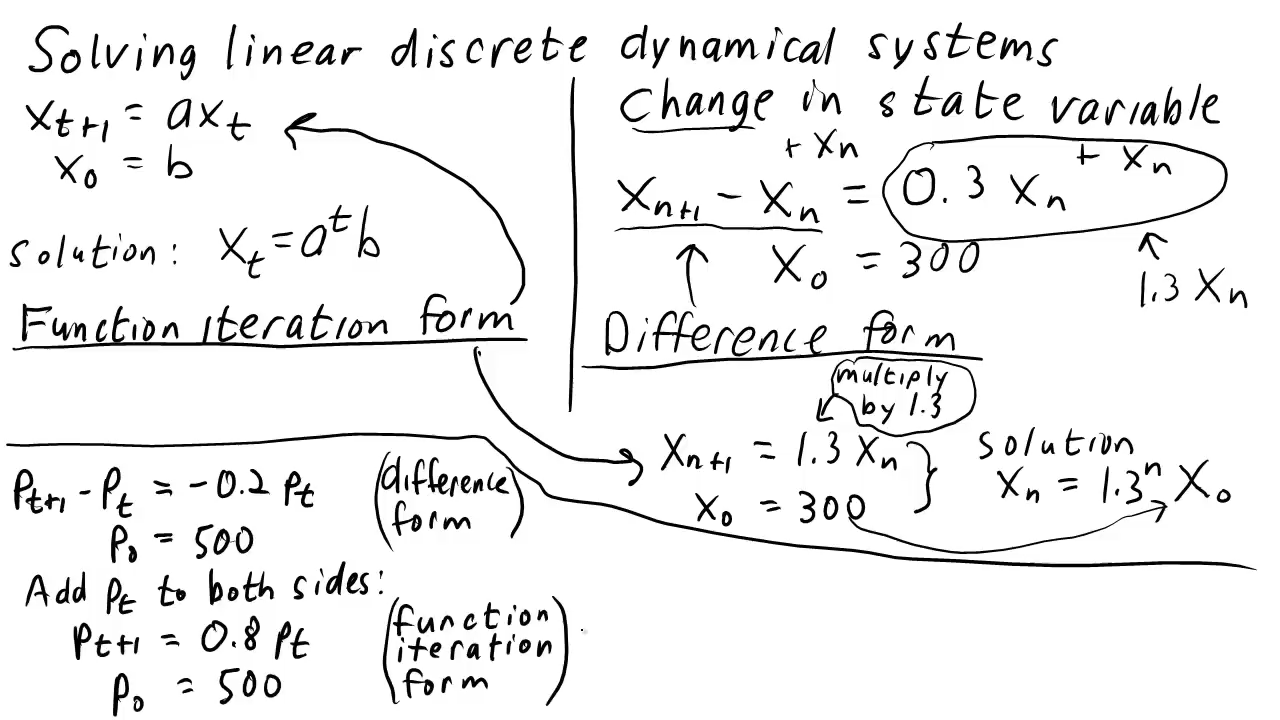 Solving linear discrete dynamical systems
x_{t+1} = ax_t
x_0 = b
solution: x_t = a^t b
Function iteration form
Change in state variable
+ x_n + x_n
x_{n+1} - x_n = 0.3 x_n
x_0 = 300
1.3 x_n
Difference form
multiply
by 1.3
x_{n+1} = 1.3 x_n
x_0 = 300
solution
x_n = 1.3^n x_0
P_{t+1} - P_t = -0.2 P_t (difference
form)
P_0 = 500
Add P_t to both sides:
P_{t+1} = 0.8 P_t (function
iteration
form)
P_0 = 500